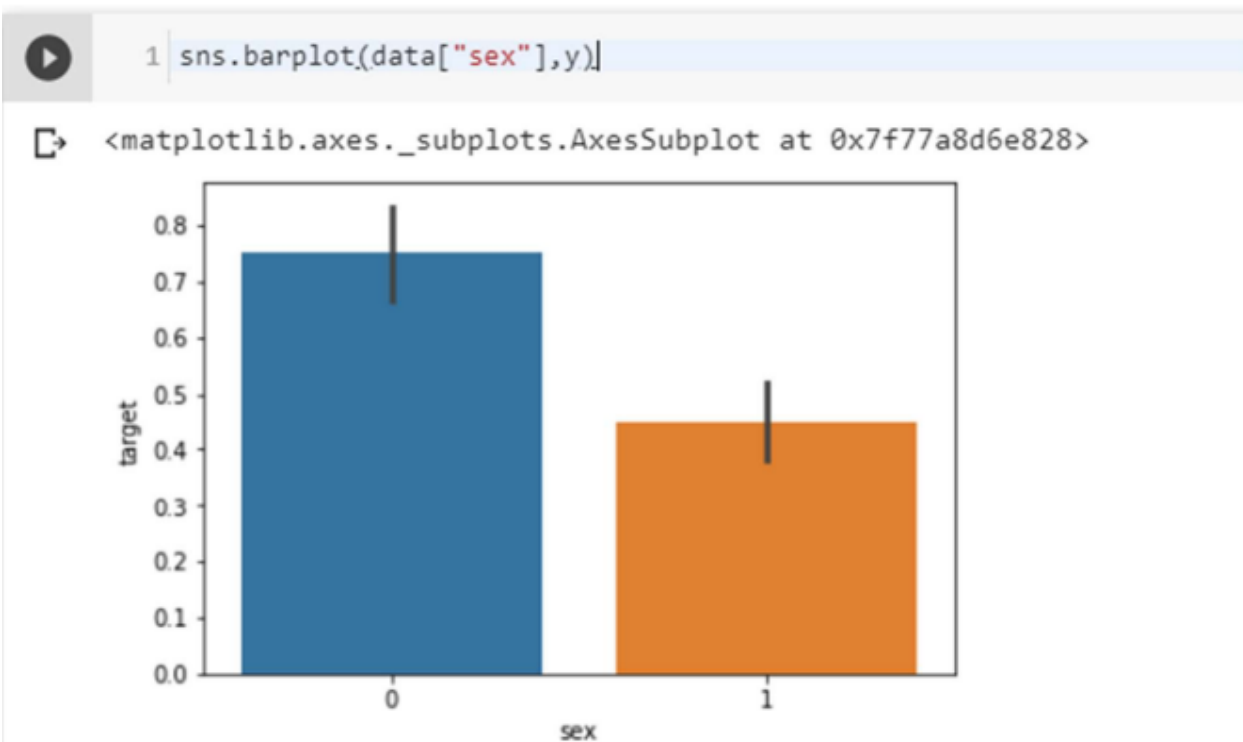 1 sns.barplot(data["sex"],y)
<matplotlib.axes._subplots.AxesSubplot at 0x7f77a8d6e828>
0.8
0.7
0.6
0.5
0.4
0.3
0.2
0.1
0.0
target
0 1
sex